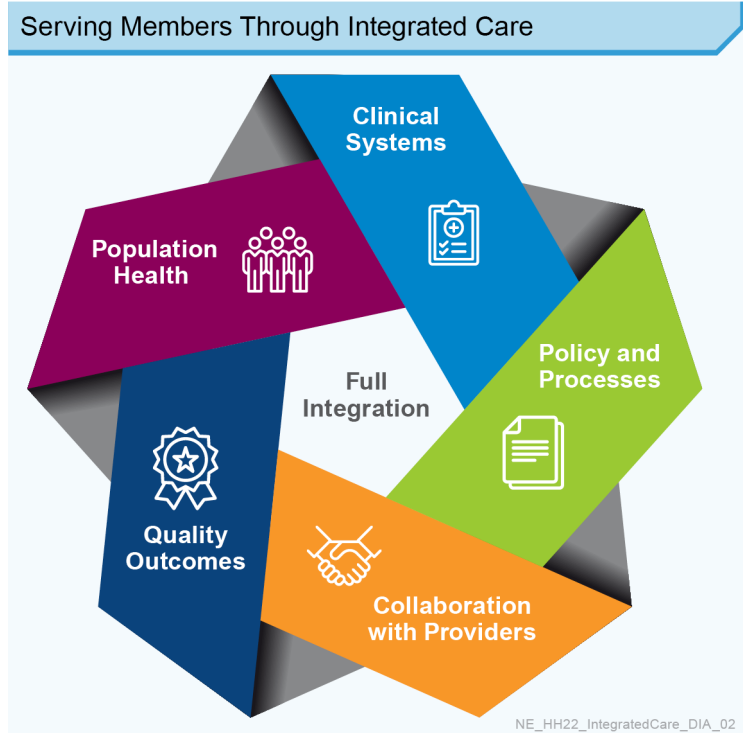 Serving Members Through Integrated Care
Clinical
Systems
Population
Health
Policy and
Processes
Full
Integration
Quality
Outcomes
Collaboration
with Providers
NE_HH22_IntegratedCare_DIA_02